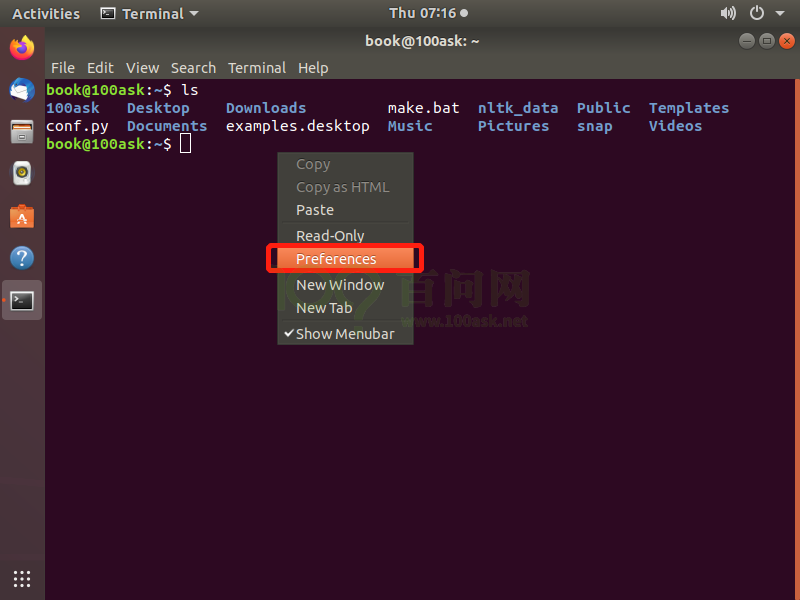 Activities Terminal Thu 07:16
book@100ask: ~
File Edit View Search Terminal Help
book@100ask:~$ ls
100ask Desktop Downloads make.bat nltk_data Public Templates
conf.py Documents examples.desktop Music Pictures snap Videos
book@100ask:~$
Copy
Copy as HTML
Paste
Read-Only
Preferences
New Window
New Tab
Show Menubar
100 百问网
www.100ask.net